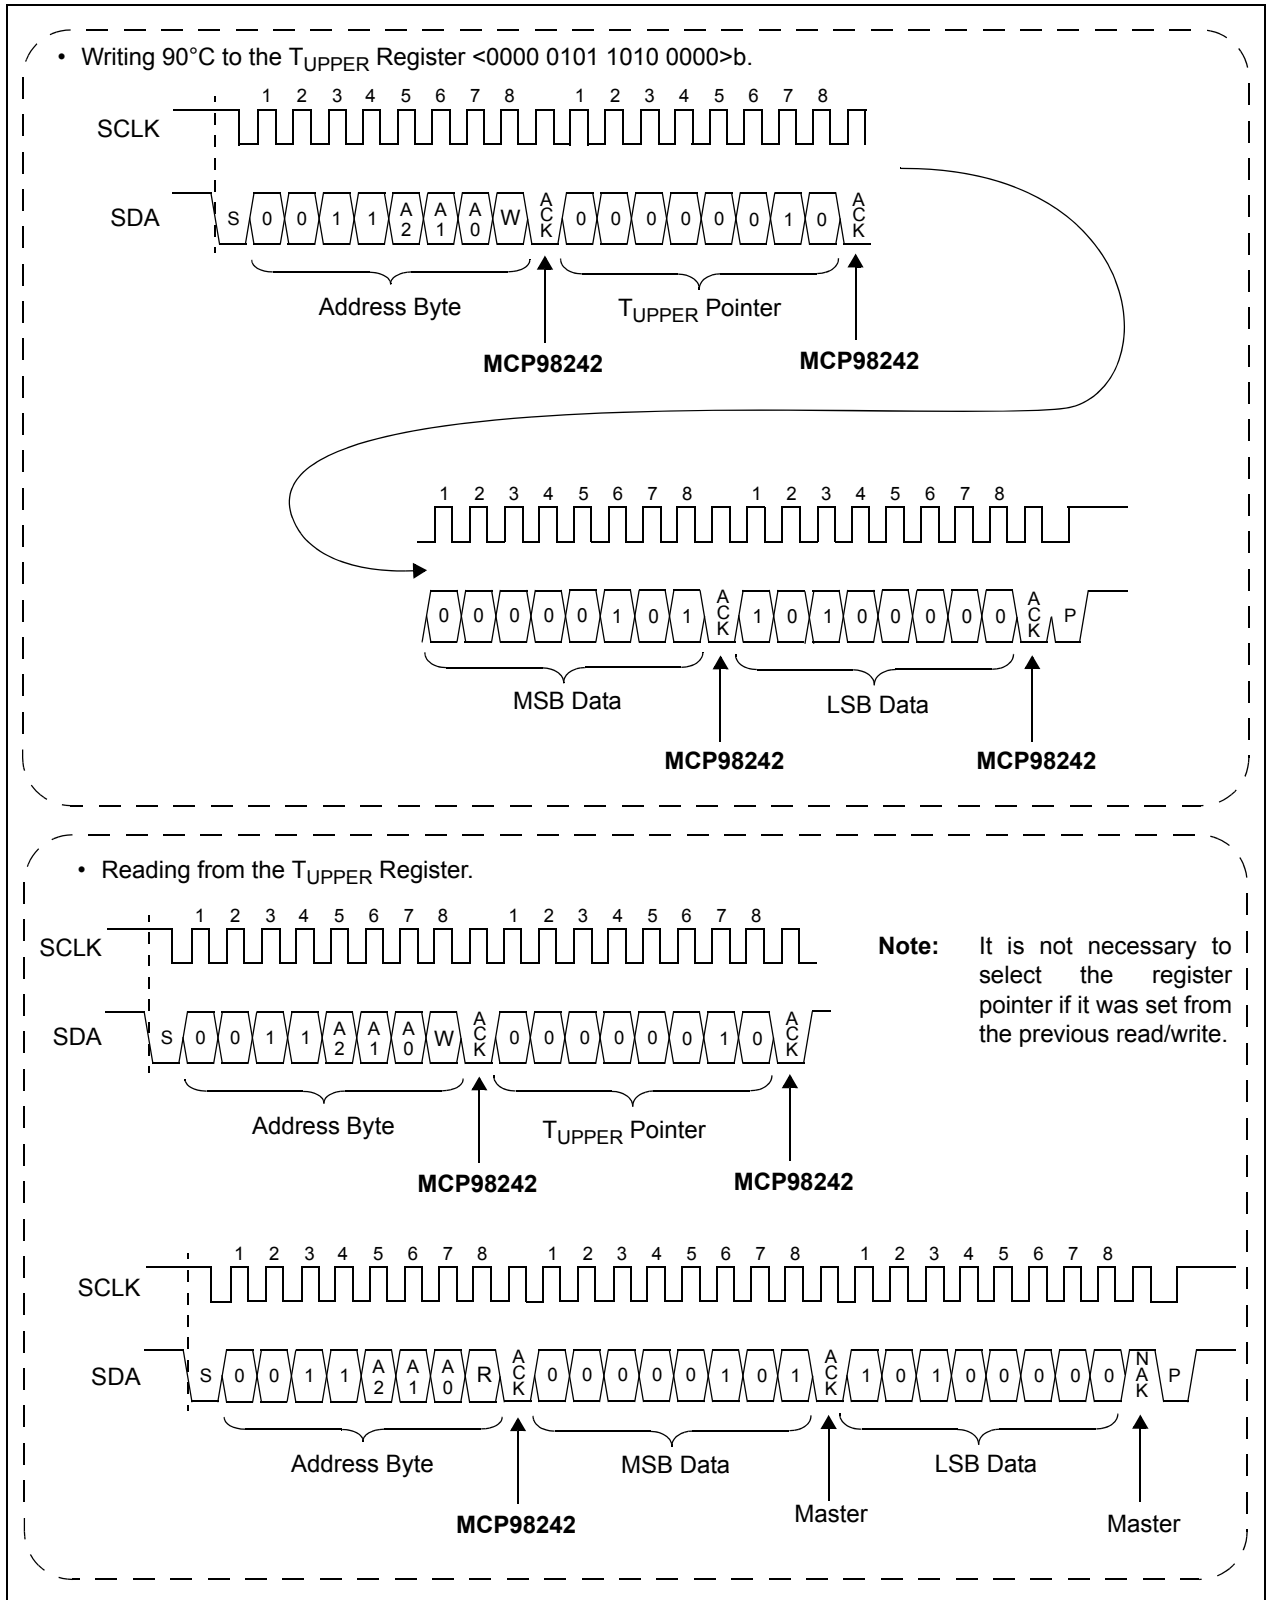 • Writing 90°C to the TUPPER Register <0000 0101 1010 0000>b.
1 2 3 4 5 6 7 8 1 2 3 4 5 6 7 8
SCLK
SDA S 0 0 1 1 A2 A1 A0 W ACK 0 0 0 0 0 0 1 0 ACK
Address Byte TUPPER Pointer
MCP98242 MCP98242
1 2 3 4 5 6 7 8 1 2 3 4 5 6 7 8
0 0 0 0 0 1 0 1 ACK 1 0 1 0 0 0 0 0 ACK P
MSB Data LSB Data
MCP98242 MCP98242
• Reading from the TUPPER Register.
1 2 3 4 5 6 7 8 1 2 3 4 5 6 7 8
SCLK
Note: It is not necessary to
select the register
pointer if it was set from
the previous read/write.
SDA S 0 0 1 1 A2 A1 A0 W ACK 0 0 0 0 0 0 1 0 ACK
Address Byte TUPPER Pointer
MCP98242 MCP98242
1 2 3 4 5 6 7 8 1 2 3 4 5 6 7 8 1 2 3 4 5 6 7 8
SCLK
SDA S 0 0 1 1 A2 A1 A0 R ACK 0 0 0 0 0 1 0 1 ACK 1 0 1 0 0 0 0 0 NAK P
Address Byte MSB Data LSB Data
MCP98242 Master Master